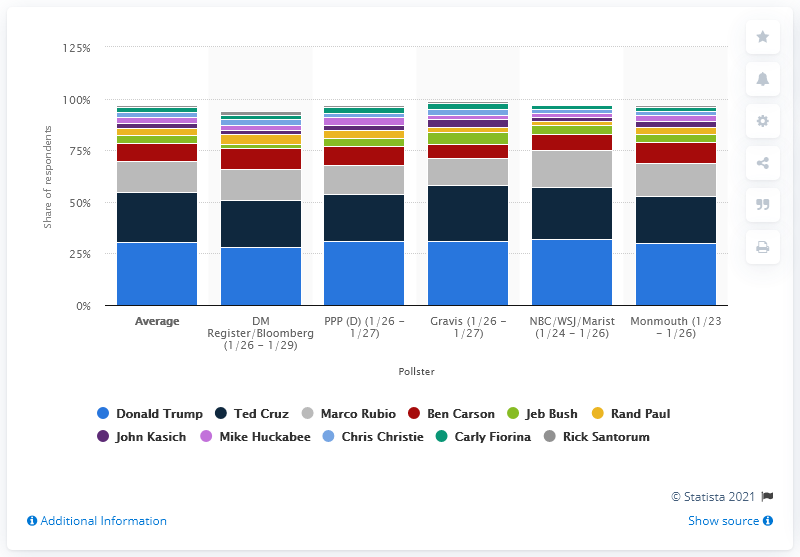 125%
100%
75%
50%
25%
0%
Share of respondents
Average
DM
Register/Bloomberg
(1/26 - 1/29)
PPP (D) (1/26 -
1/27)
Gravis (1/26 -
1/27)
NBC/WSJ/Marist
(1/24 - 1/26)
Monmouth (1/23
- 1/26)
Pollster
Donald Trump Ted Cruz Marco Rubio Ben Carson Jeb Bush Rand Paul
John Kasich Mike Huckabee Chris Christie Carly Fiorina Rick Santorum
© Statista 2021
Additional Information Show source